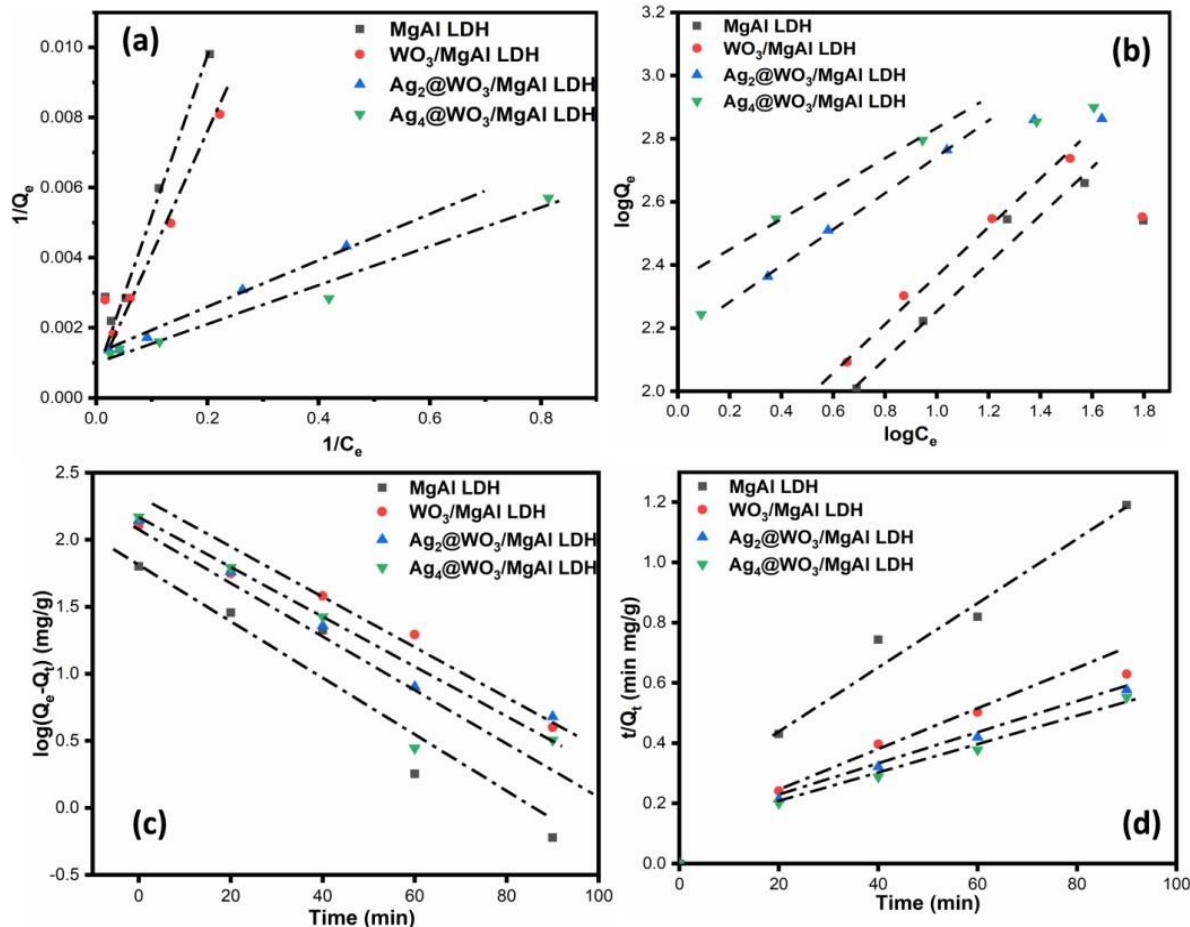 (a)
MgAl LDH
WO₃/MgAl LDH
Ag₂@WO₃/MgAl LDH
Ag₄@WO₃/MgAl LDH
1/Qₑ
0.010
0.008
0.006
0.004
0.002
0.000
0.0 0.2 0.4 0.6 0.8
1/Cₑ
(b)
MgAl LDH
WO₃/MgAl LDH
Ag₂@WO₃/MgAl LDH
Ag₄@WO₃/MgAl LDH
logQₑ
3.2
3.0
2.8
2.6
2.4
2.2
2.0
0.0 0.2 0.4 0.6 0.8 1.0 1.2 1.4 1.6 1.8
logCₑ
(c)
MgAl LDH
WO₃/MgAl LDH
Ag₂@WO₃/MgAl LDH
Ag₄@WO₃/MgAl LDH
log(Qₑ-Qₜ) (mg/g)
2.5
2.0
1.5
1.0
0.5
0.0
-0.5
0 20 40 60 80 100
Time (min)
(d)
MgAl LDH
WO₃/MgAl LDH
Ag₂@WO₃/MgAl LDH
Ag₄@WO₃/MgAl LDH
t/Qₜ (min mg/g)
1.2
1.0
0.8
0.6
0.4
0.2
0.0
0 20 40 60 80 100
Time (min)